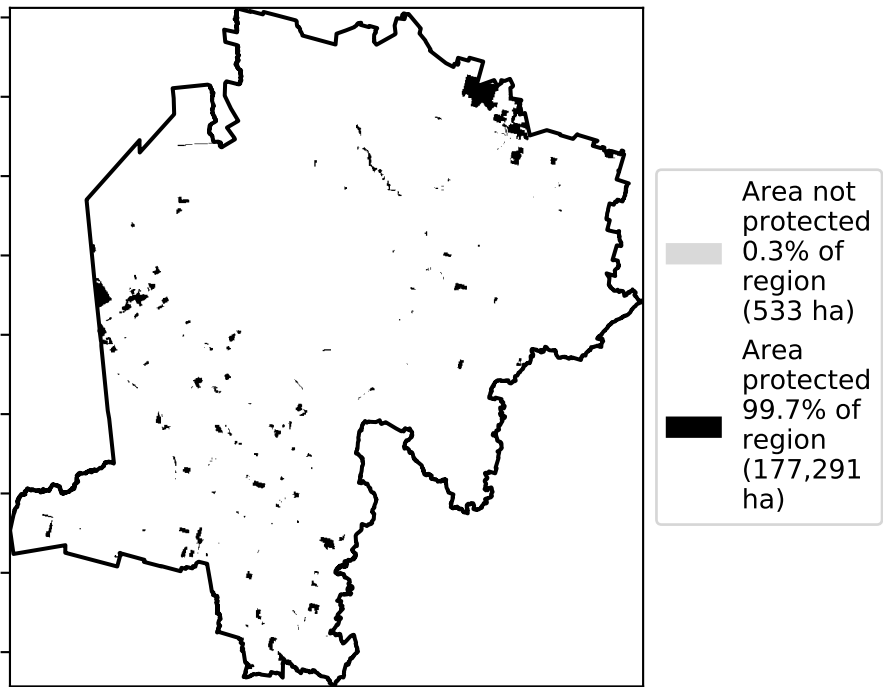 Area not
protected
0.3% of
region
(533 ha)
Area
protected
99.7% of
region
(177,291
ha)